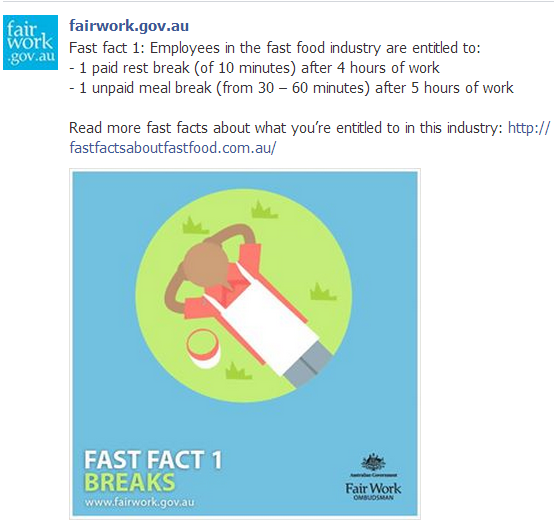 fair
work
.gov.au
fairwork.gov.au
Fast fact 1: Employees in the fast food industry are entitled to:
- 1 paid rest break (of 10 minutes) after 4 hours of work
- 1 unpaid meal break (from 30 – 60 minutes) after 5 hours of work
Read more fast facts about what you’re entitled to in this industry: http://
fastfactsaboutfastfood.com.au/
FAST FACT 1
BREAKS
www.fairwork.gov.au
Australian Government
Fair Work
OMBUDSMAN